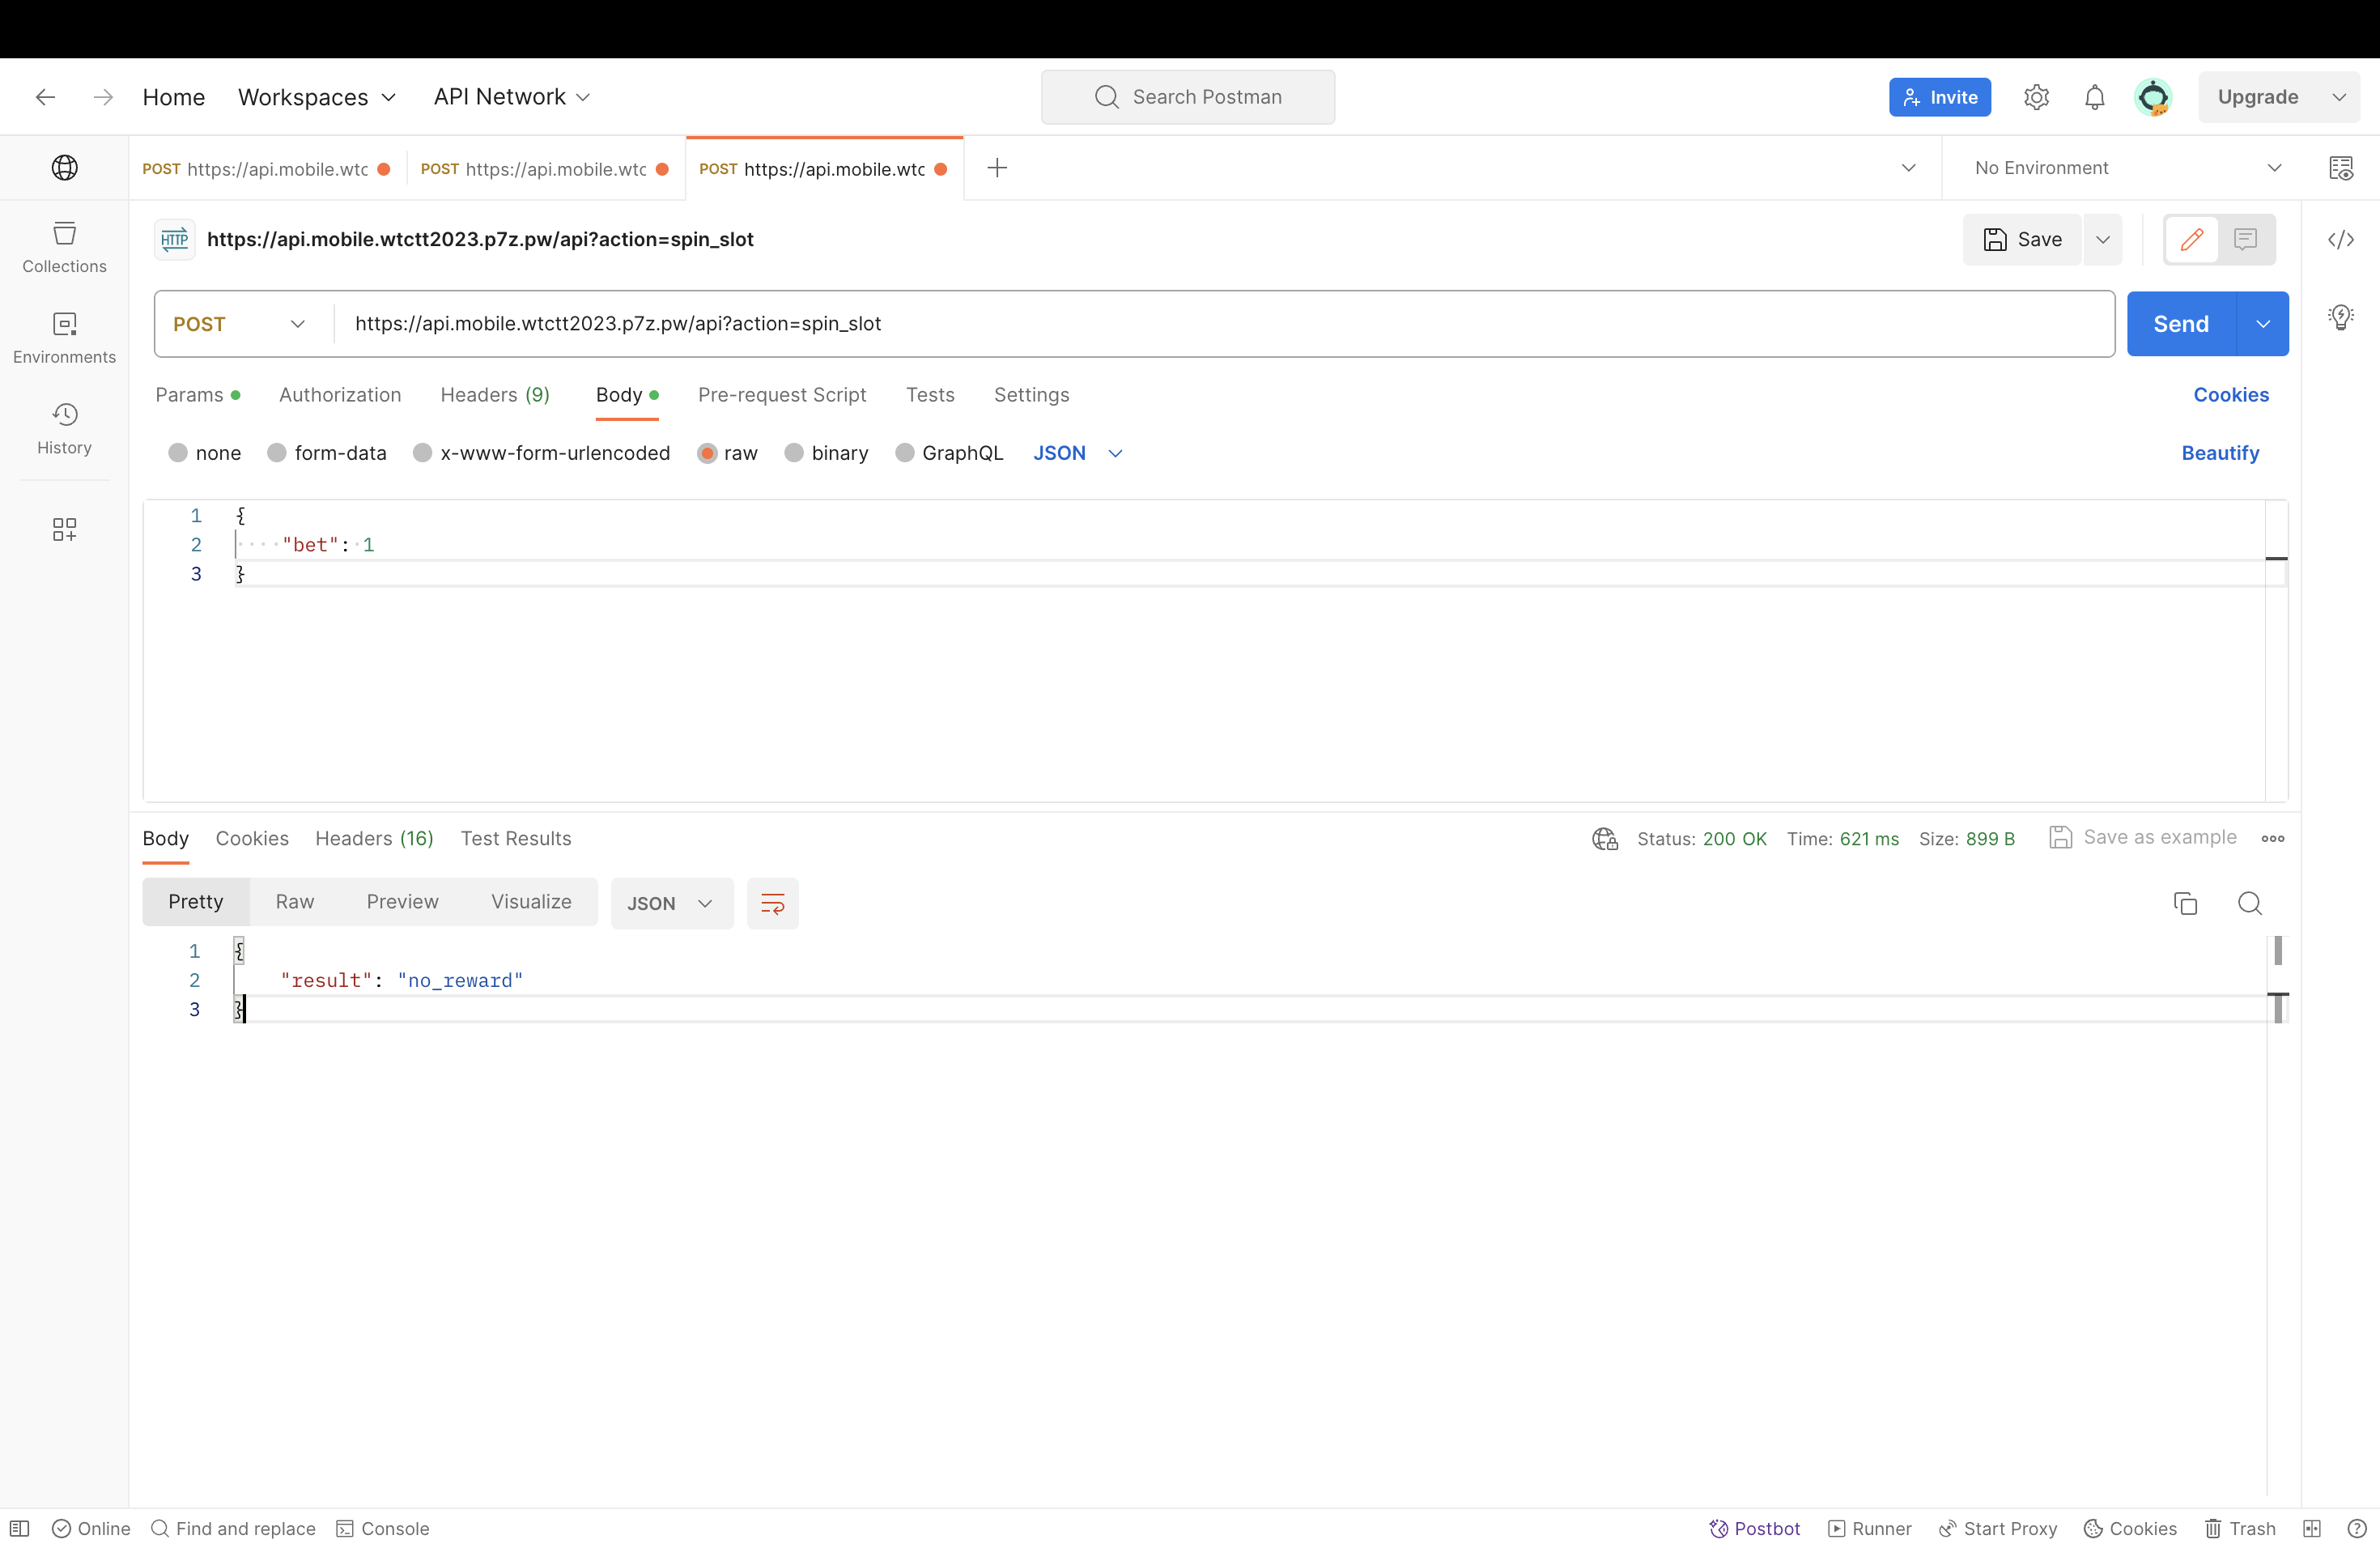 Home Workspaces API Network Search Postman Invite Upgrade
POST https://api.mobile.wtc POST https://api.mobile.wtc POST https://api.mobile.wtc No Environment
HTTP https://api.mobile.wtctt2023.p7z.pw/api?action=spin_slot Save
Collections
POST https://api.mobile.wtctt2023.p7z.pw/api?action=spin_slot Send
Environments
Params Authorization Headers (9) Body Pre-request Script Tests Settings Cookies
History
none form-data x-www-form-urlencoded raw binary GraphQL JSON Beautify
1 {
2 "bet": 1
3 }
Body Cookies Headers (16) Test Results Status: 200 OK Time: 621 ms Size: 899 B Save as example
Pretty Raw Preview Visualize JSON
1 {
2 "result": "no_reward"
3 }
Online Find and replace Console Postbot Runner Start Proxy Cookies Trash